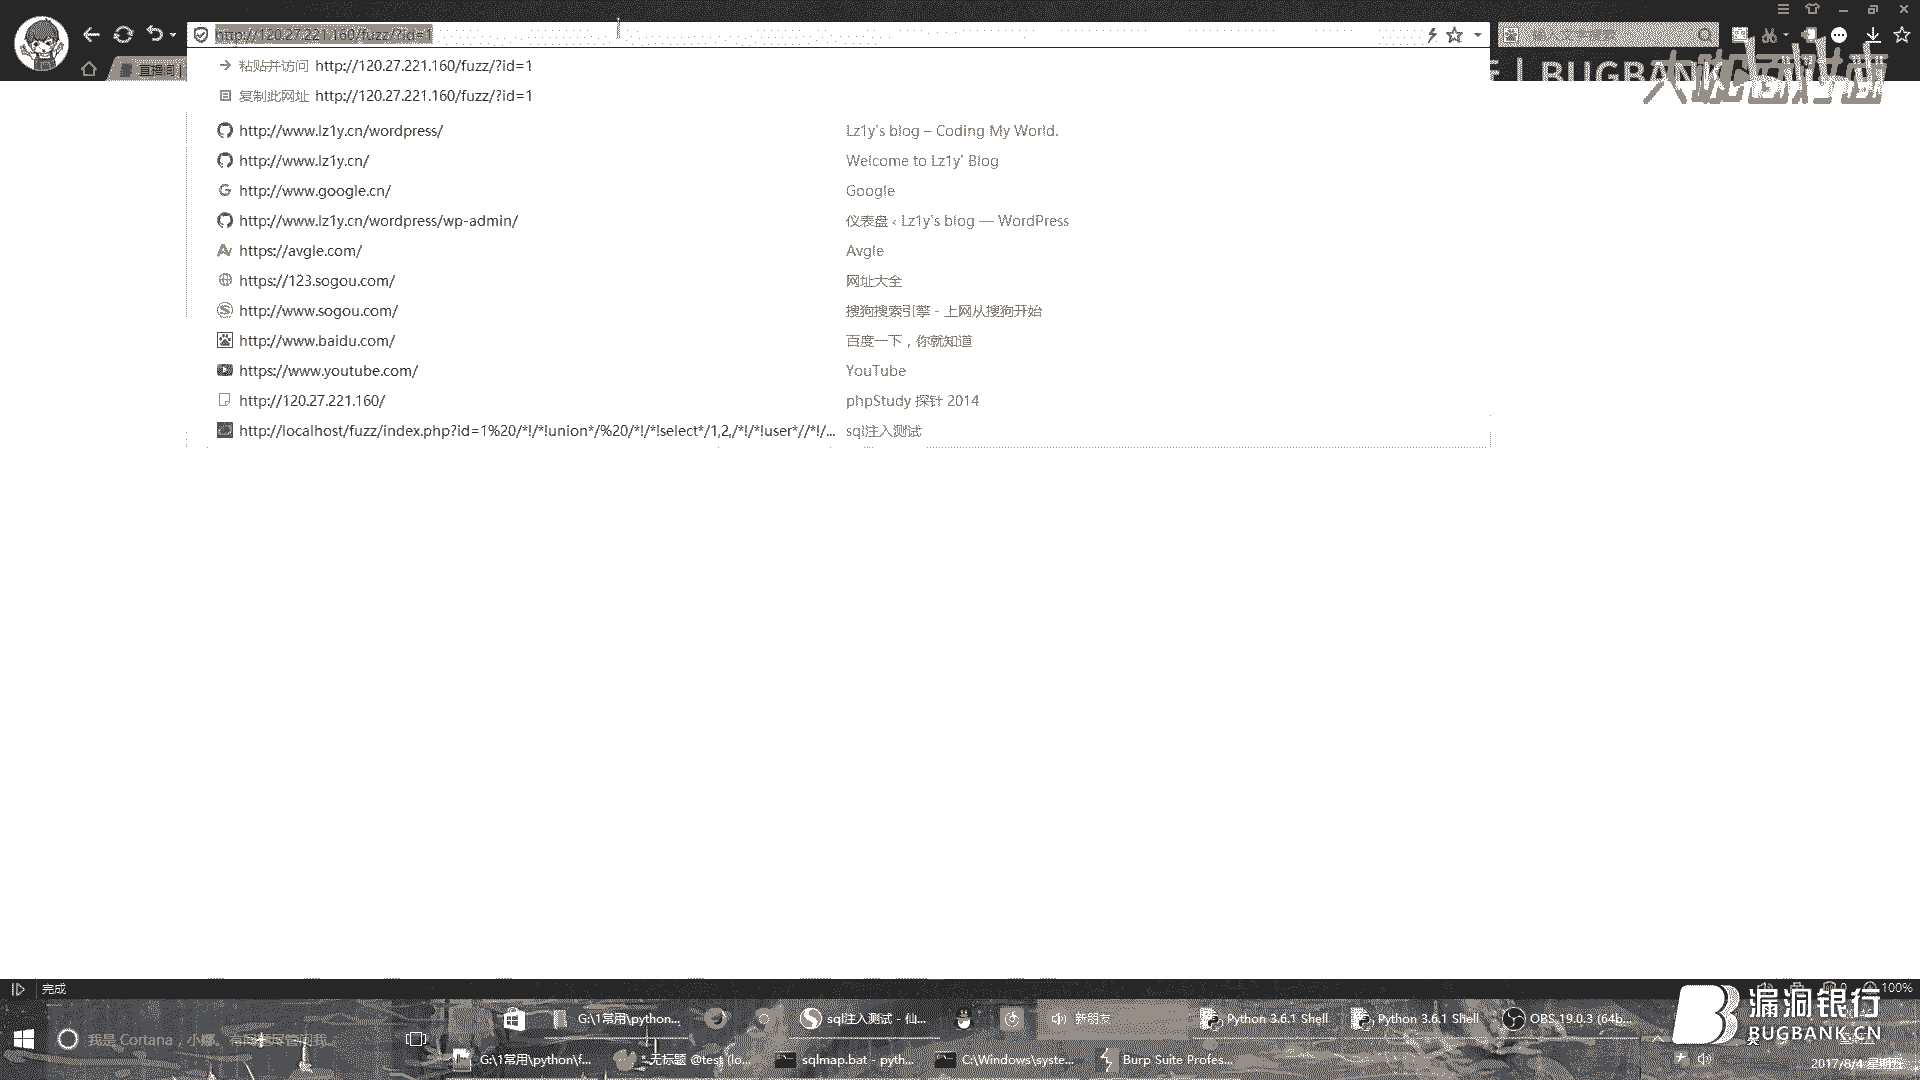 http://120.27.221.160/fuzz/?id=1
直播间
E | BUGBANK
大咖面对面
粘贴并访问 http://120.27.221.160/fuzz/?id=1
复制此网址 http://120.27.221.160/fuzz/?id=1
http://www.lz1y.cn/wordpress/ Lz1y's blog – Coding My World.
http://www.lz1y.cn/ Welcome to Lz1y' Blog
http://www.google.cn/ Google
http://www.lz1y.cn/wordpress/wp-admin/ 仪表盘 ‹ Lz1y's blog — WordPress
https://avgle.com/ Avgle
https://123.sogou.com/ 网址大全
http://www.sogou.com/ 搜狗搜索引擎 - 上网从搜狗开始
http://www.baidu.com/ 百度一下，你就知道
https://www.youtube.com/ YouTube
http://120.27.221.160/ phpStudy 探针 2014
http://localhost/fuzz/index.php?id=1%20/*!/*!union*/%20/*!/*!select*/1,2,/*!/*!user*//*!/... sql注入测试
完成
100%
我是 Cortana，小娜。有问题尽管问我。
G:\1常用\python...
sql注入测试 - 仙...
新朋友
Python 3.6.1 Shell
Python 3.6.1 Shell
OBS 19.0.3 (64b...
G:\1常用\python\f...
*无标题 @test (lo...
sqlmap.bat - pyth...
C:\Windows\syste...
Burp Suite Profes...
漏洞银行
BUGBANK.CN
2017/8/4 星期五